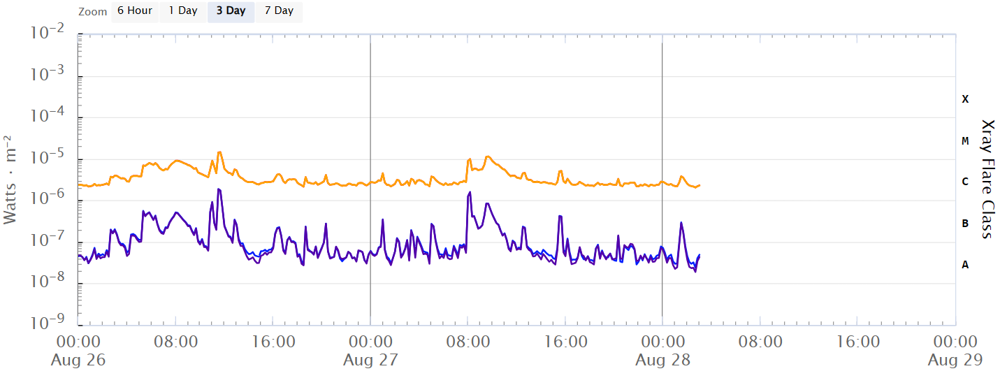 Zoom 6 Hour 1 Day 3 Day 7 Day
10⁻²
10⁻³
10⁻⁴
10⁻⁵
10⁻⁶
10⁻⁷
10⁻⁸
10⁻⁹
Watts · m⁻²
X
M
C
B
A
Xray Flare Class
00:00 08:00 16:00 00:00 08:00 16:00 00:00 08:00 16:00 00:00
Aug 26 Aug 27 Aug 28 Aug 29